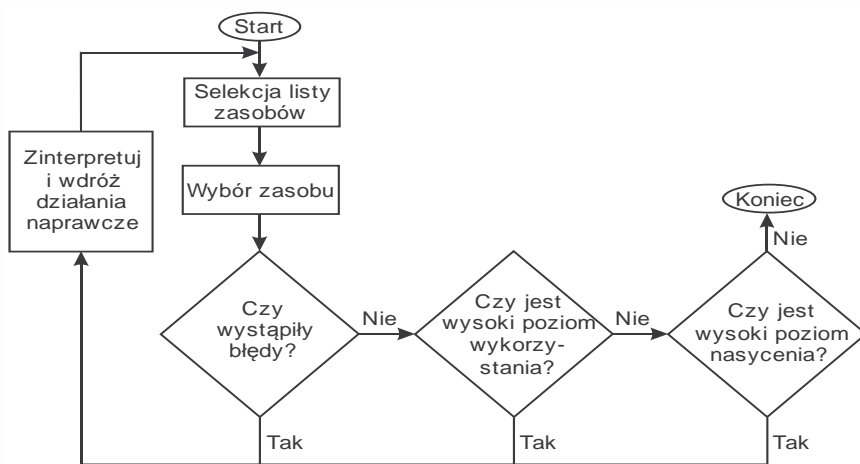 Start
Selekcja listy
zasobów
Zinterpretuj
i wdróż
działania
naprawcze
Wybór zasobu
Koniec
Nie
Czy
wystąpiły
błędy?
Nie
Czy jest
wysoki poziom
wykorzy-
stania?
Nie
Czy jest
wysoki poziom
nasycenia?
Tak
Tak
Tak